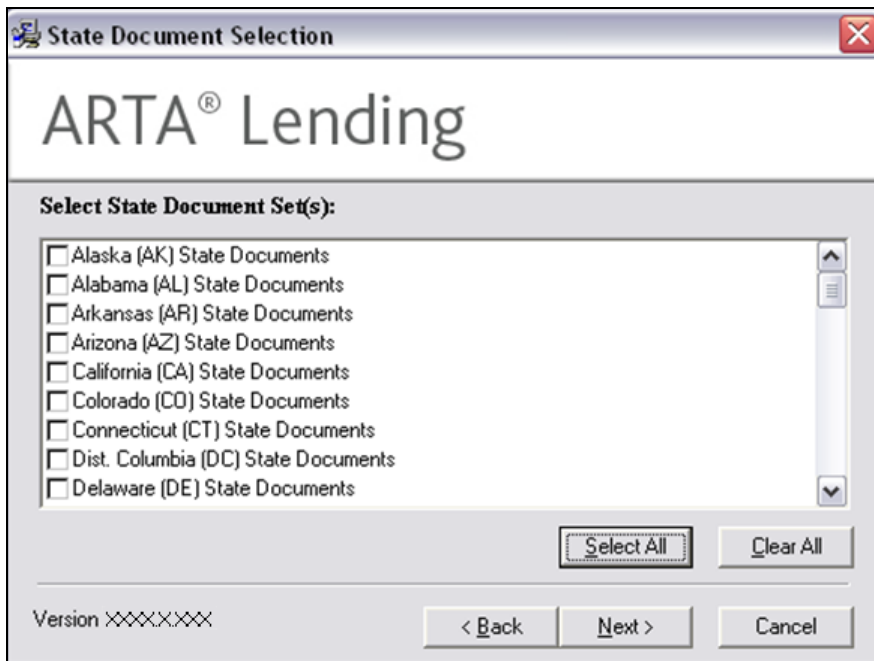 State Document Selection
ARTA® Lending
Select State Document Set(s):
Alaska (AK) State Documents
Alabama (AL) State Documents
Arkansas (AR) State Documents
Arizona (AZ) State Documents
California (CA) State Documents
Colorado (CO) State Documents
Connecticut (CT) State Documents
Dist. Columbia (DC) State Documents
Delaware (DE) State Documents
Select All Clear All
Version XXXX.X.XXX < Back Next > Cancel